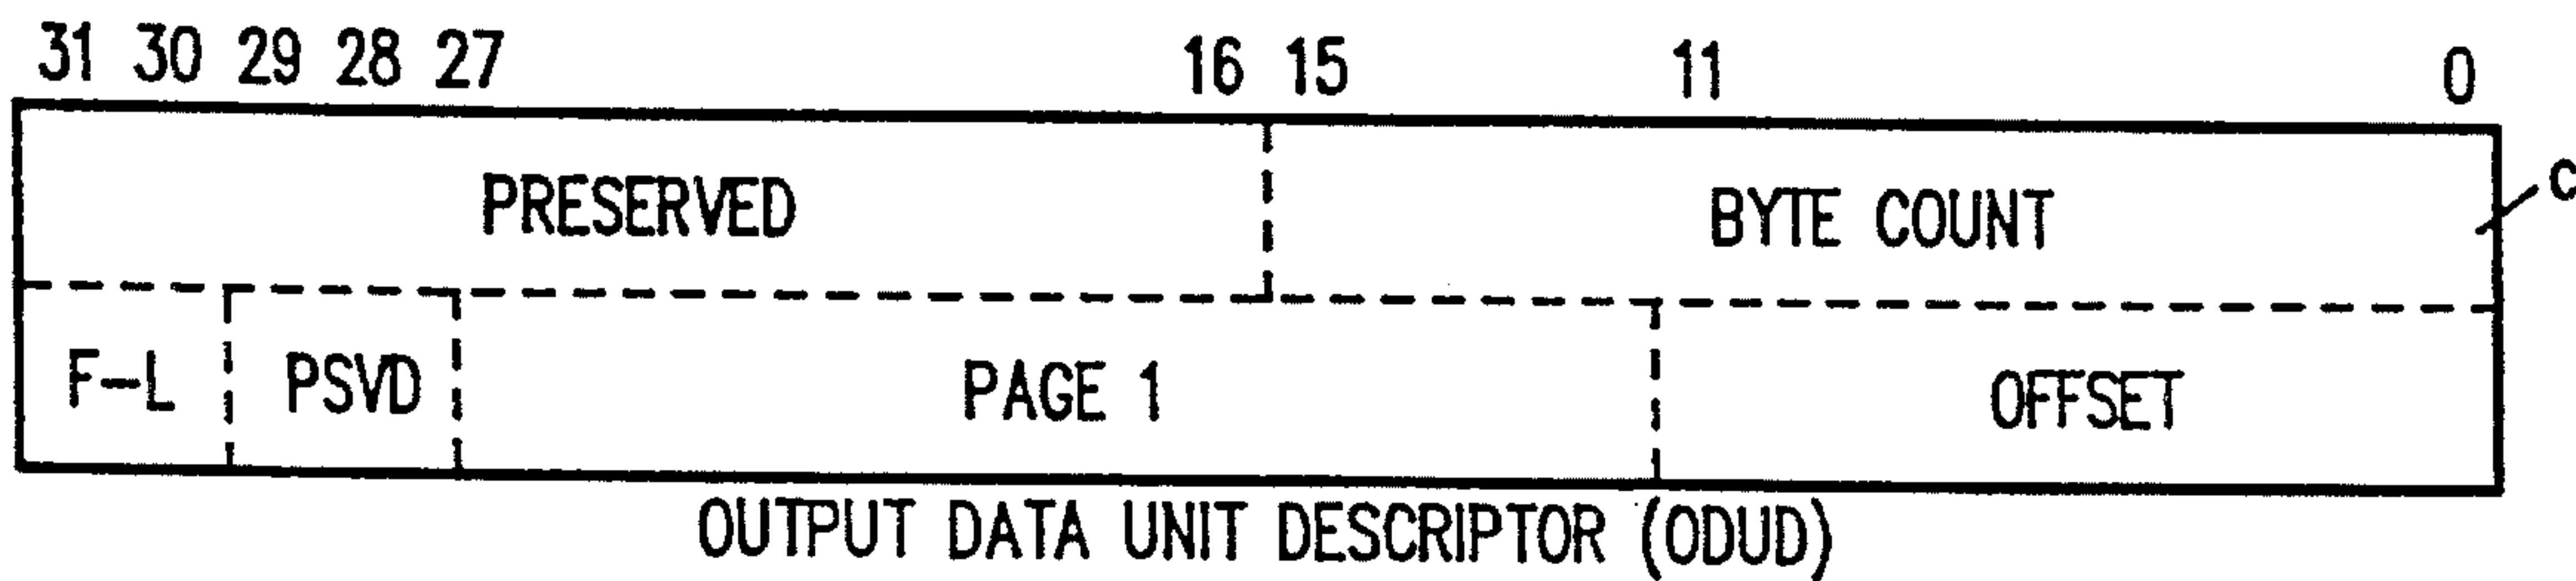 31 30 29 28 27 16 15 11 0
PRESERVED BYTE COUNT c
F-L PSVD PAGE 1 OFFSET
OUTPUT DATA UNIT DESCRIPTOR (ODUD)